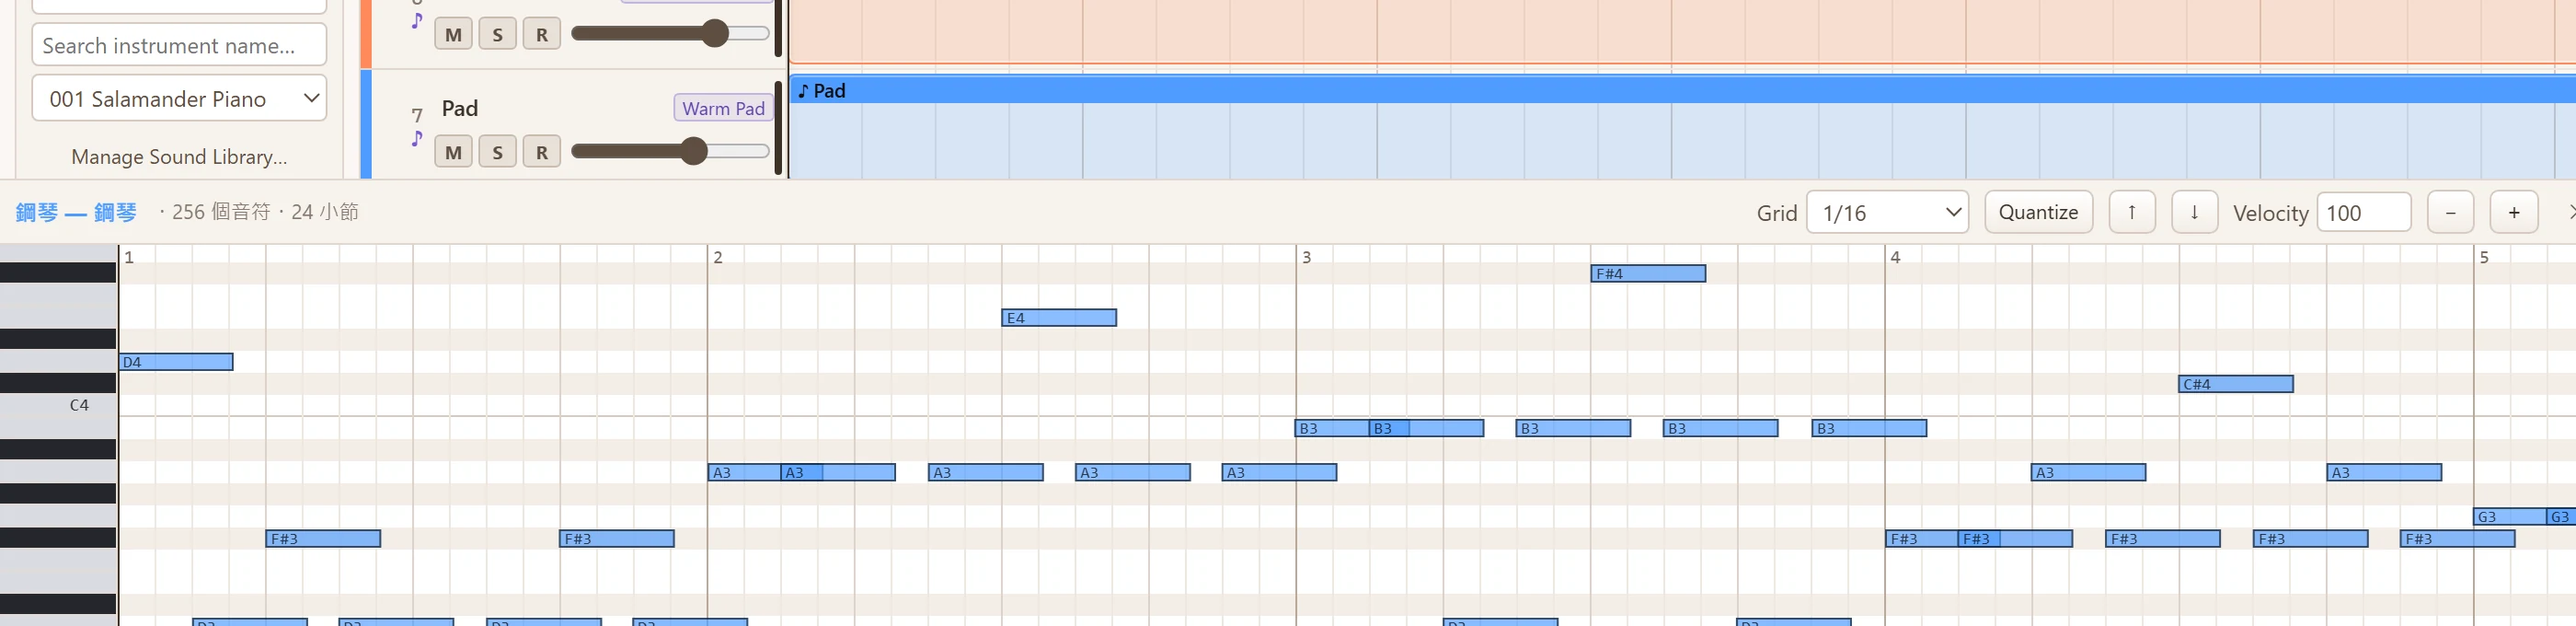 Search instrument name...
001 Salamander Piano
Manage Sound Library...
♪
M S R
7
♪
Pad
Warm Pad
M S R
♪ Pad
鋼琴 — 鋼琴 · 256 個音符 · 24 小節
Grid 1/16 Quantize ↑ ↓ Velocity 100 − +
1 2 3 4 5
F#4
E4
D4
C#4
C4
B3 B3 B3 B3 B3
A3 A3 A3 A3 A3 A3 A3
G3 G3
F#3 F#3 F#3 F#3 F#3 F#3 F#3